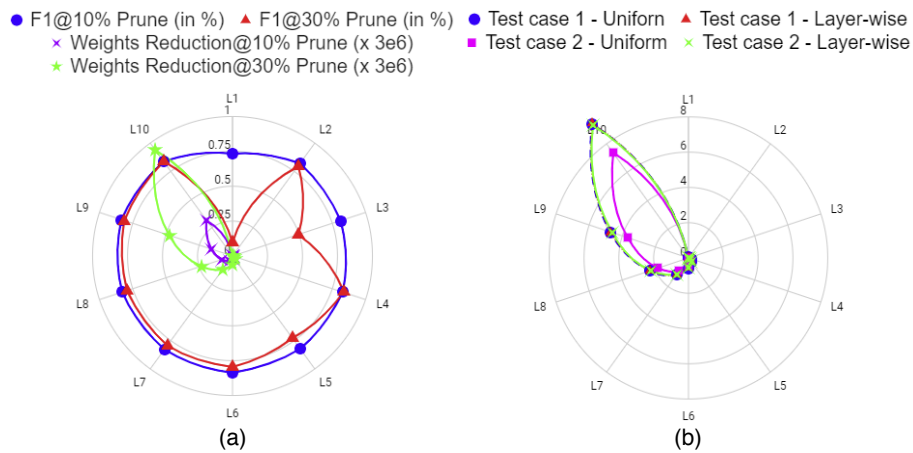 F1@10% Prune (in %) F1@30% Prune (in %)
Weights Reduction@10% Prune (x 3e6)
Weights Reduction@30% Prune (x 3e6)
L1
1
L10 L2
0.75
0.5
L9 0.25 L3
L8 L4
L7 L5
L6
(a)
Test case 1 - Uniforn Test case 1 - Layer-wise
Test case 2 - Uniform Test case 2 - Layer-wise
L1
8
L10 L2
6
4
L9 2 L3
0
L8 L4
L7 L5
L6
(b)